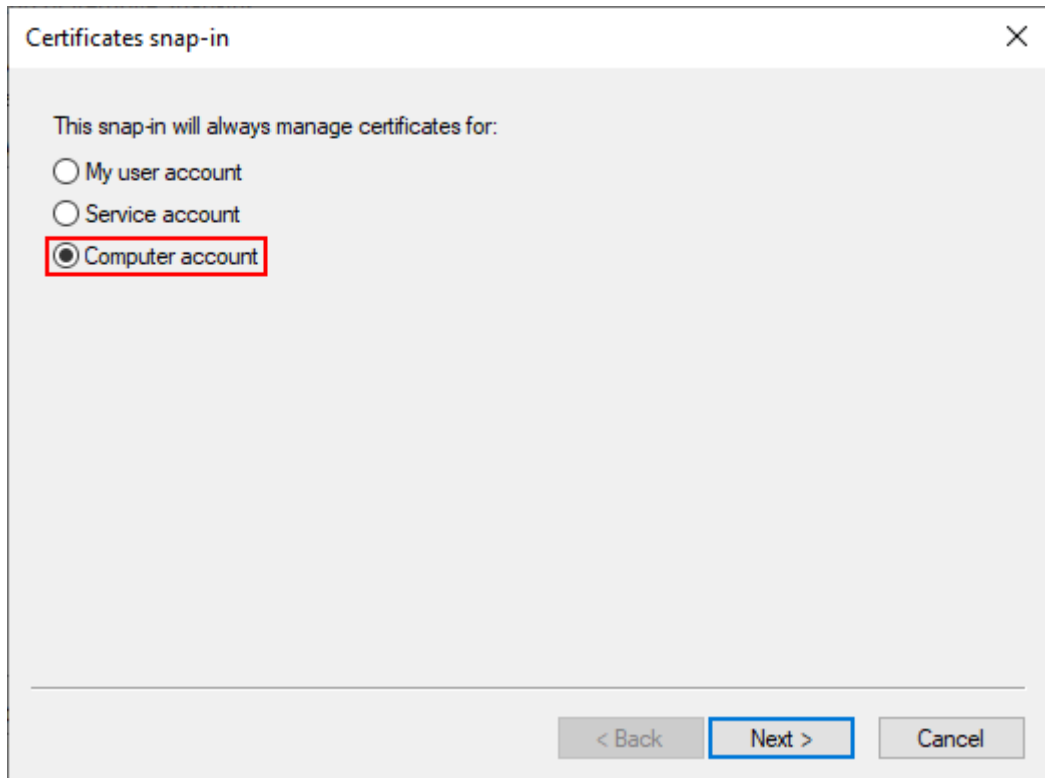 Certificates snap-in
This snap-in will always manage certificates for:
My user account
Service account
Computer account
< Back Next > Cancel